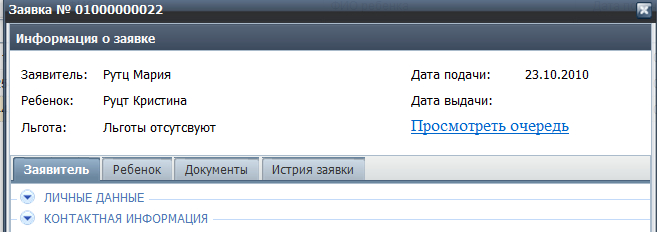 Заявка № 01000000022
Информация о заявке
Заявитель: Рутц Мария Дата подачи: 23.10.2010
Ребенок: Руцт Кристина Дата выдачи:
Льгота: Льготы отсутсвуют Просмотреть очередь
Заявитель Ребенок Документы Истрия заявки
ЛИЧНЫЕ ДАННЫЕ
КОНТАКТНАЯ ИНФОРМАЦИЯ